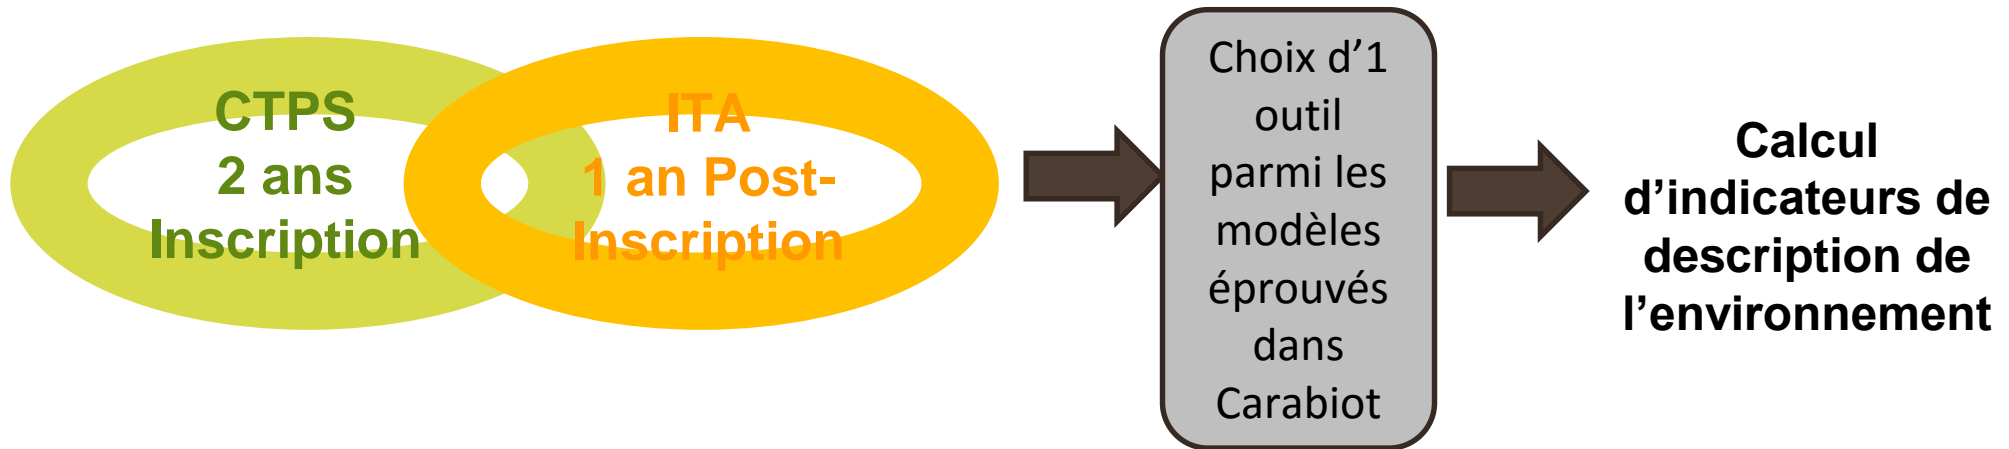 CTPS
2 ans
Inscription
ITA
1 an Post-
Inscription
Choix d’1
outil
parmi les
modèles
éprouvés
dans
Carabiot
Calcul
d’indicateurs de
description de
l’environnement